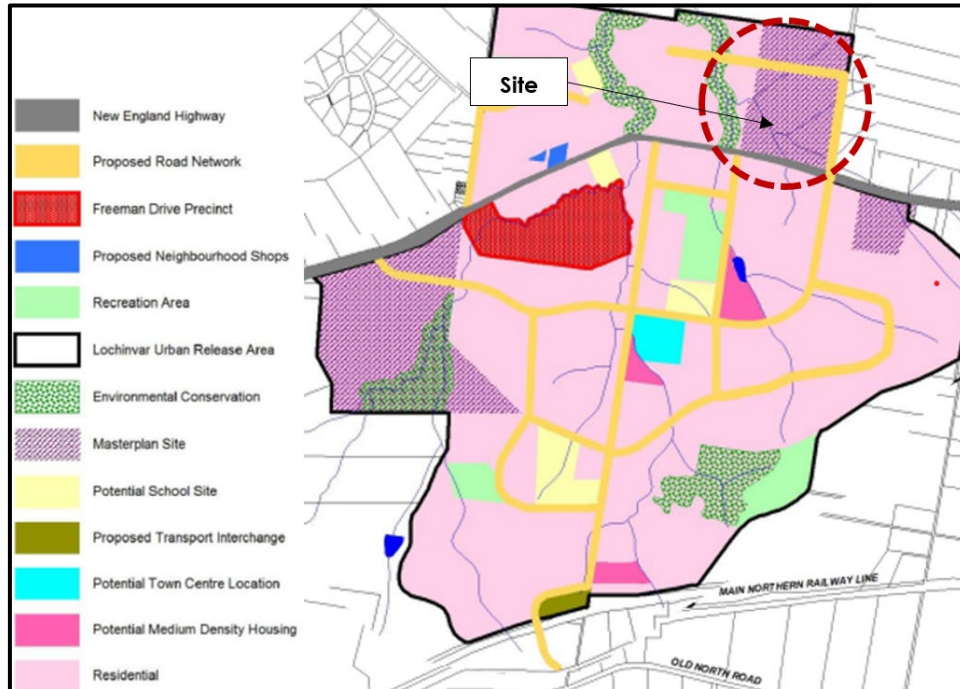 Site
New England Highway
Proposed Road Network
Freeman Drive Precinct
Proposed Neighbourhood Shops
Recreation Area
Lochinvar Urban Release Area
Environmental Conservation
Masterplan Site
Potential School Site
Proposed Transport Interchange
Potential Town Centre Location
Potential Medium Density Housing
Residential
MAIN NORTHERN RAILWAY LINE
OLD NORTH ROAD